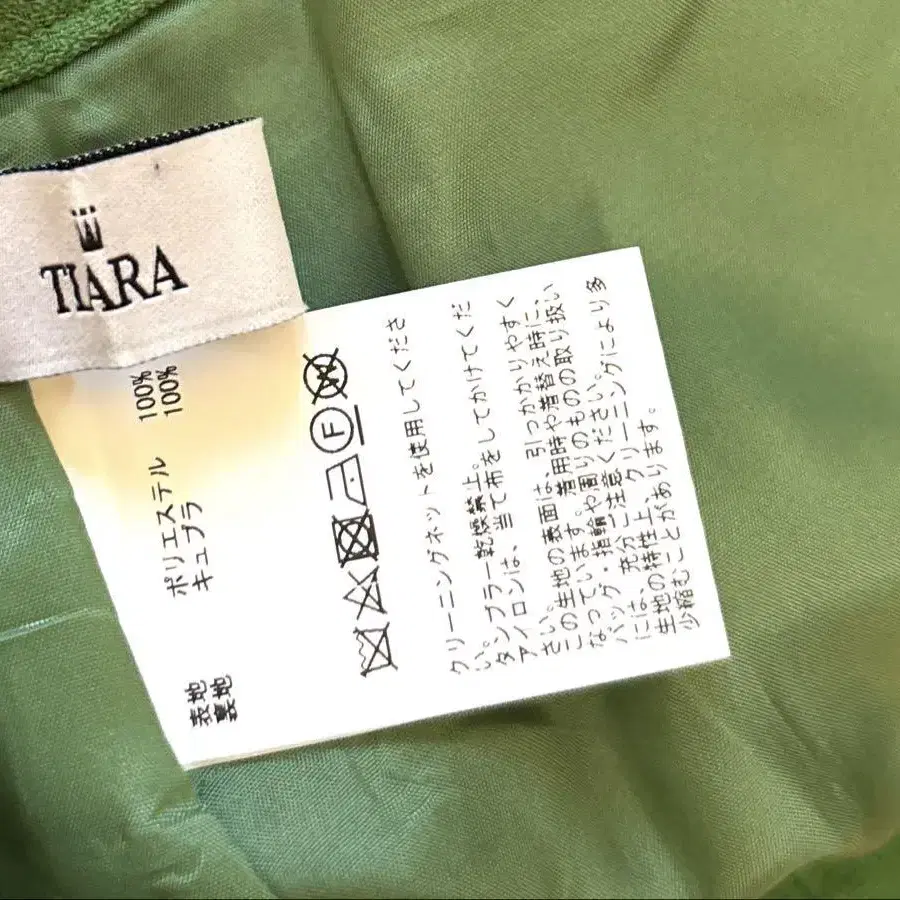 TIARA
表地 ポリエステル 100%
裏地 キュプラ 100%
クリーニングネットを使用してくださ
い。
タンブラー乾燥禁止。
アイロンは、当て布をしてかけてくだ
さい。
この生地の表面は、引っかかりやすく
なっています。着用時や着替え時に、
バッグ・指輪や周りのものの取り扱い
には、充分ご注意ください。
生地の特性上、クリーニングにより多
少縮むことがあります。